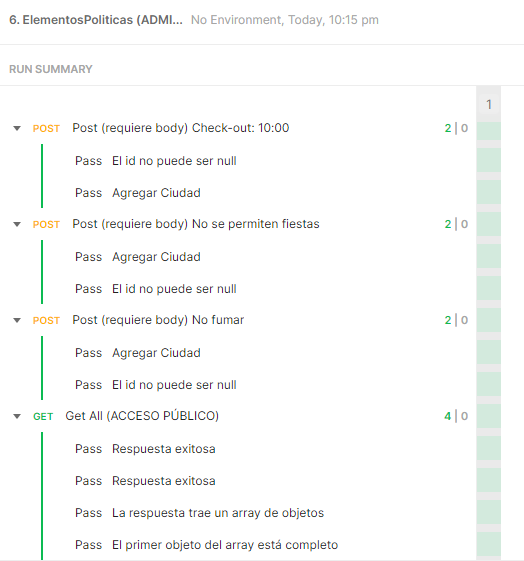 6. ElementosPoliticas (ADMI... No Environment, Today, 10:15 pm
RUN SUMMARY
1
POST Post (requiere body) Check-out: 10:00 2 | 0
Pass El id no puede ser null
Pass Agregar Ciudad
POST Post (requiere body) No se permiten fiestas 2 | 0
Pass Agregar Ciudad
Pass El id no puede ser null
POST Post (requiere body) No fumar 2 | 0
Pass Agregar Ciudad
Pass El id no puede ser null
GET Get All (ACCESO PÚBLICO) 4 | 0
Pass Respuesta exitosa
Pass Respuesta exitosa
Pass La respuesta trae un array de objetos
Pass El primer objeto del array está completo